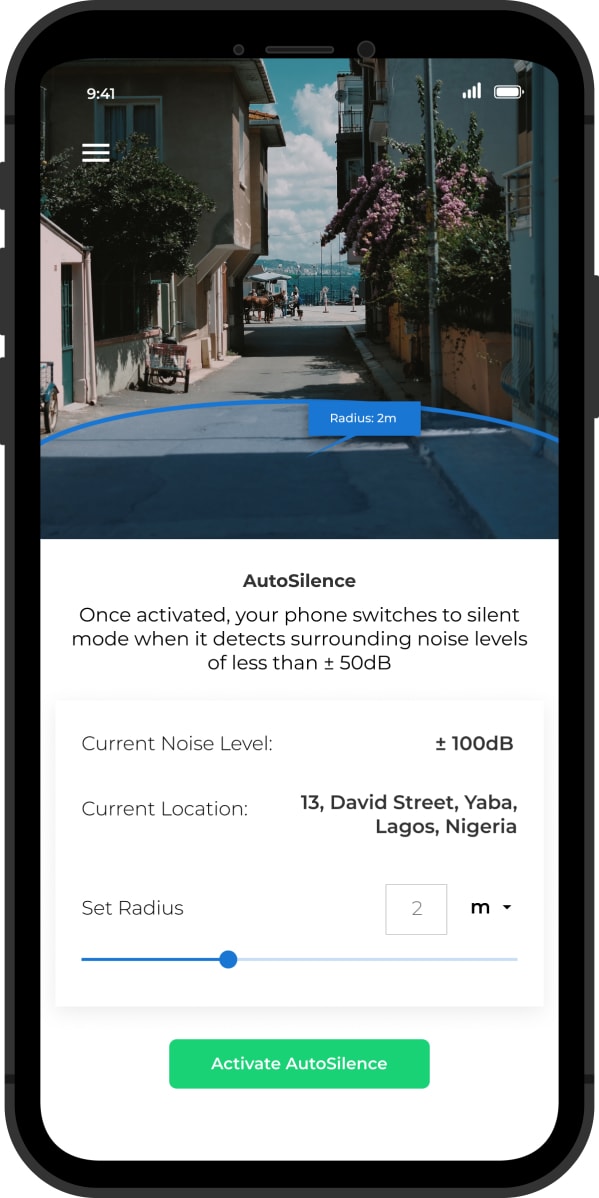 9:41
Radius: 2m
AutoSilence
Once activated, your phone switches to silent
mode when it detects surrounding noise levels
of less than ± 50dB
Current Noise Level:
± 100dB
Current Location:
13, David Street, Yaba,
Lagos, Nigeria
Set Radius
2
m
Activate AutoSilence